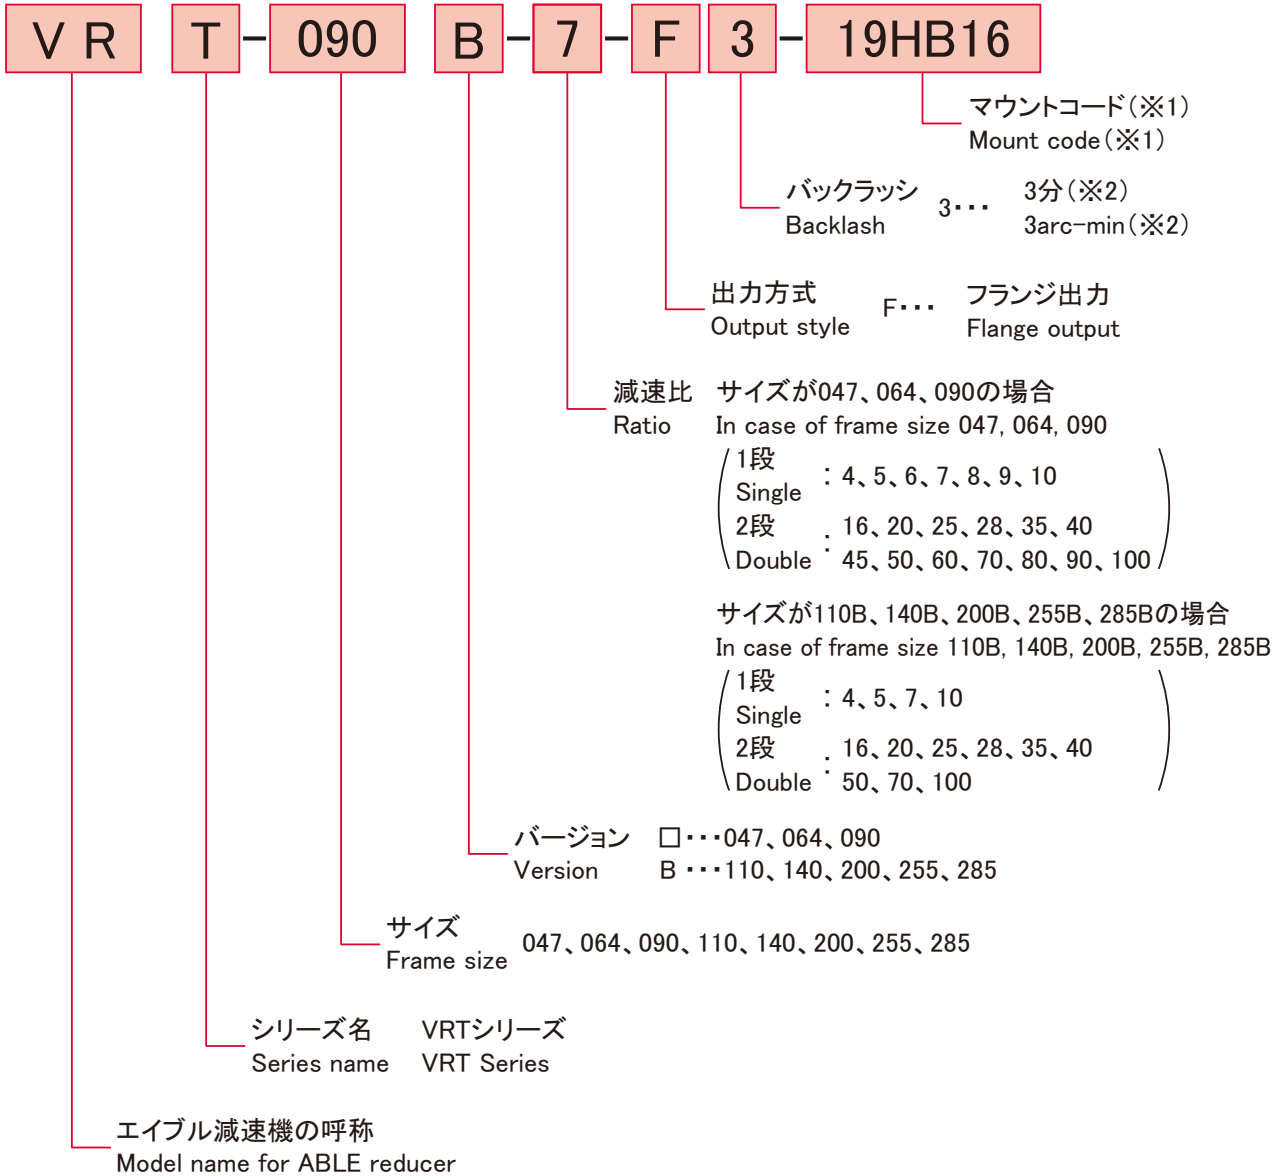 VR T-090 B-7-F 3-19HB16
マウントコード(※1)
Mount code(※1)
バックラッシ 3･･･ 3分(※2)
Backlash 3arc-min(※2)
出力方式 F･･･ フランジ出力
Output style Flange output
減速比 サイズが047、064、090の場合
Ratio In case of frame size 047, 064, 090
1段
Single : 4、5、6、7、8、9、10
2段 : 16、20、25、28、35、40
Double 45、50、60、70、80、90、100
サイズが110B、140B、200B、255B、285Bの場合
In case of frame size 110B, 140B, 200B, 255B, 285B
1段
Single : 4、5、7、10
2段 : 16、20、25、28、35、40
Double 50、70、100
バージョン □･･･047、064、090
Version B ･･･110、140、200、255、285
サイズ
Frame size 047、064、090、110、140、200、255、285
シリーズ名 VRTシリーズ
Series name VRT Series
エイブル減速機の呼称
Model name for ABLE reducer